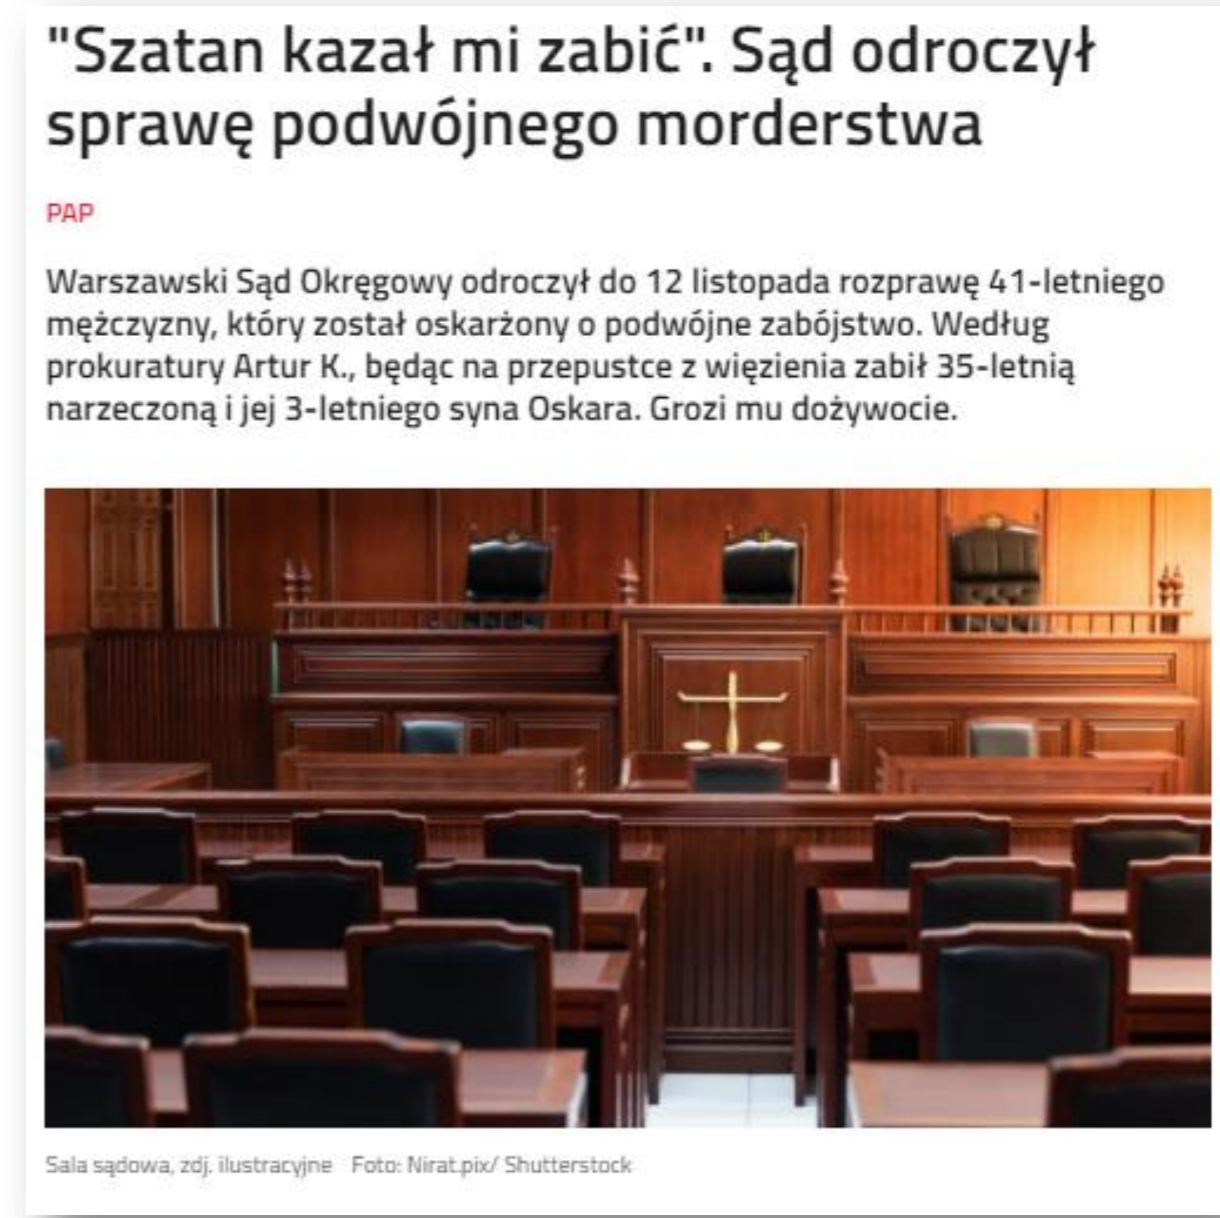 "Szatan kazał mi zabić". Sąd odroczył
sprawę podwójnego morderstwa
PAP
Warszawski Sąd Okręgowy odroczył do 12 listopada rozprawę 41-letniego
mężczyzny, który został oskarżony o podwójne zabójstwo. Według
prokuratury Artur K., będąc na przepustce z więzienia zabił 35-letnią
narzeczoną i jej 3-letniego syna Oskara. Grozi mu dożywocie.
Sala sądowa, zdj. ilustracyjne Foto: Nirat.pix/ Shutterstock